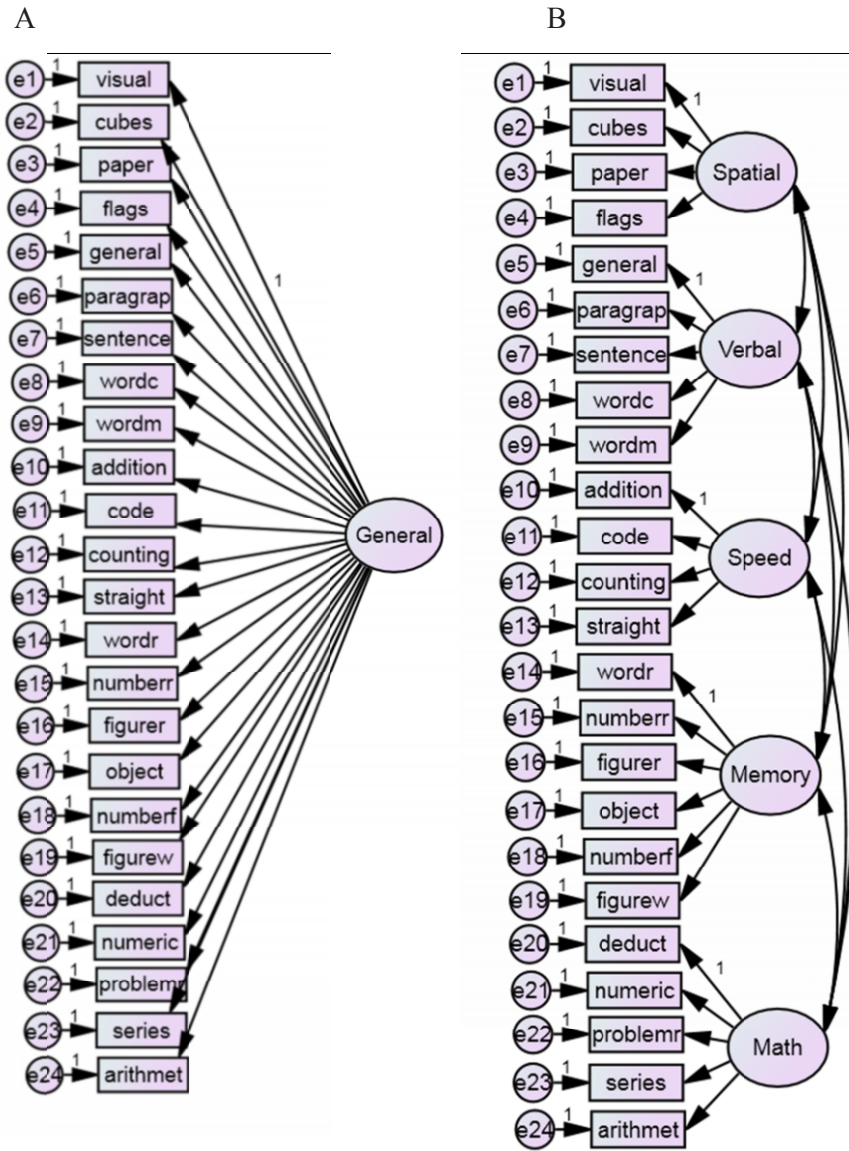 A
e1 1 visual
e2 1 cubes
e3 1 paper
e4 1 flags
e5 1 general
e6 1 paragrap
e7 1 sentence
e8 1 wordc
e9 1 wordm
e10 1 addition
e11 1 code
e12 1 counting
e13 1 straight
e14 1 wordr
e15 1 numberr
e16 1 figurer
e17 1 object
e18 1 numberf
e19 1 figurew
e20 1 deduct
e21 1 numeric
e22 1 problemr
e23 1 series
e24 1 arithmet
1
General
B
e1 1 visual
e2 1 cubes
e3 1 paper
e4 1 flags
1
Spatial
e5 1 general
e6 1 paragrap
e7 1 sentence
e8 1 wordc
e9 1 wordm
1
Verbal
e10 1 addition
e11 1 code
e12 1 counting
e13 1 straight
1
Speed
e14 1 wordr
e15 1 numberr
e16 1 figurer
e17 1 object
e18 1 numberf
e19 1 figurew
1
Memory
e20 1 deduct
e21 1 numeric
e22 1 problemr
e23 1 series
e24 1 arithmet
1
Math